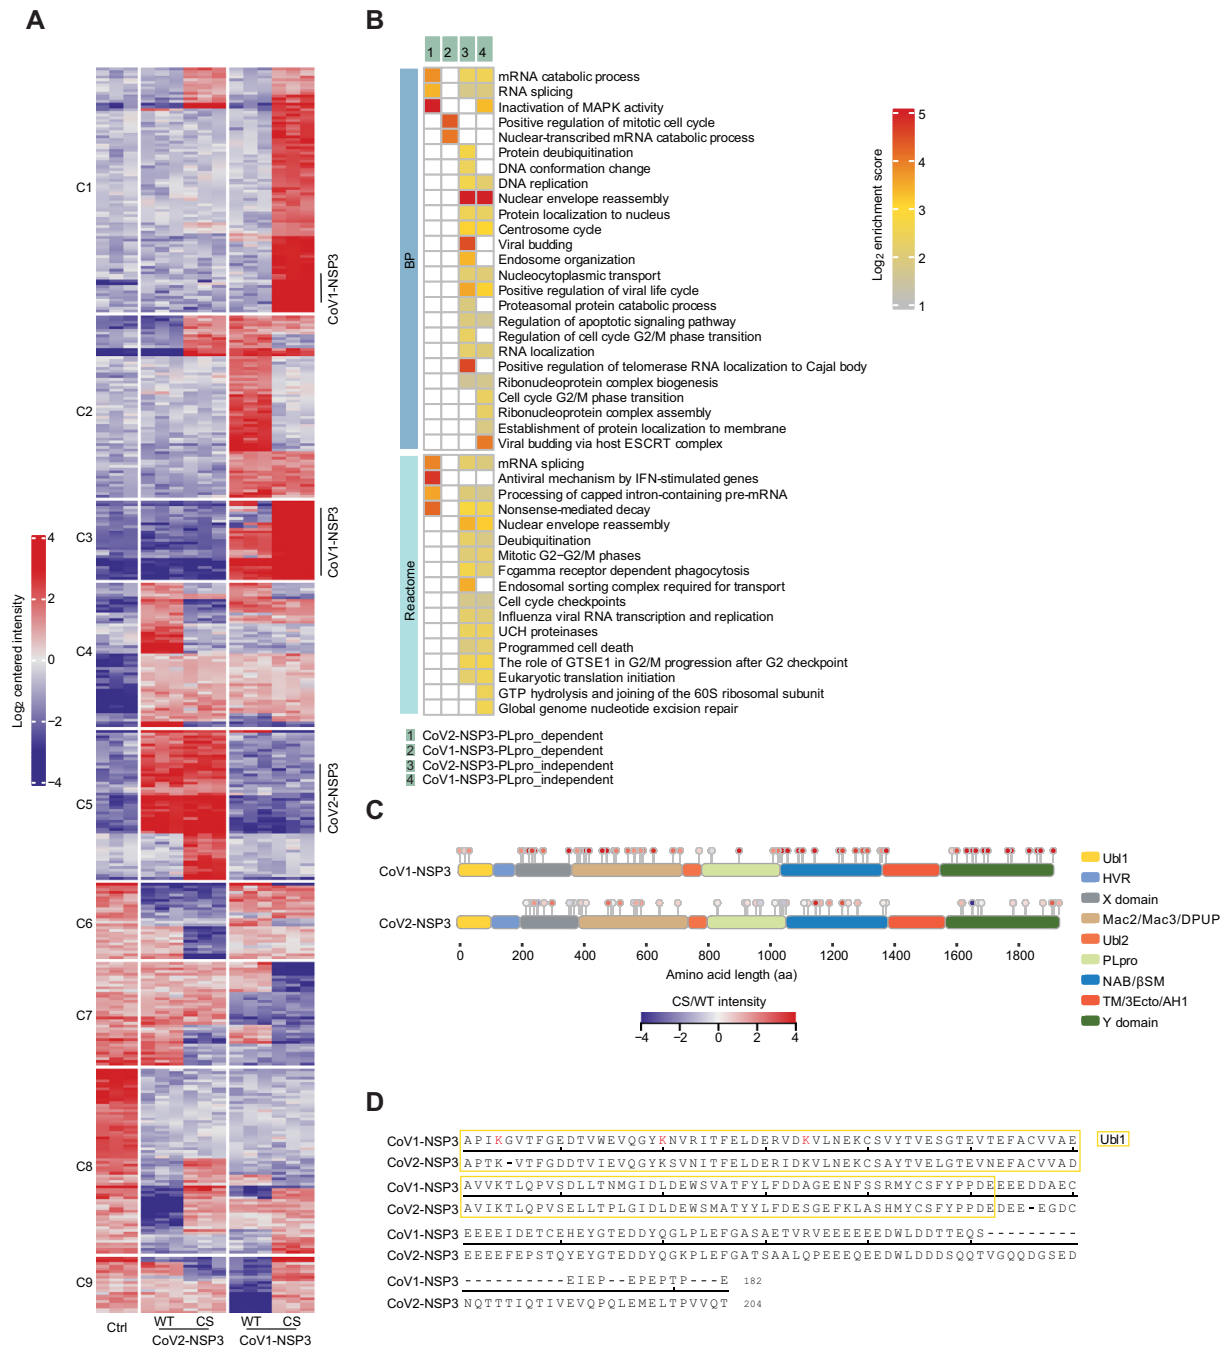 A
C1
C2
C3
C4
C5
C6
C7
C8
C9
CoV1-NSP3
CoV1-NSP3
CoV2-NSP3
Log2 centered intensity
4
2
0
−2
−4
Ctrl
WT CS
WT CS
CoV2-NSP3
CoV1-NSP3
B
1 2 3 4
BP
mRNA catabolic process
RNA splicing
Inactivation of MAPK activity
Positive regulation of mitotic cell cycle
Nuclear-transcribed mRNA catabolic process
Protein deubiquitination
DNA conformation change
DNA replication
Nuclear envelope reassembly
Protein localization to nucleus
Centrosome cycle
Viral budding
Endosome organization
Nucleocytoplasmic transport
Positive regulation of viral life cycle
Proteasomal protein catabolic process
Regulation of apoptotic signaling pathway
Regulation of cell cycle G2/M phase transition
RNA localization
Positive regulation of telomerase RNA localization to Cajal body
Ribonucleoprotein complex biogenesis
Cell cycle G2/M phase transition
Ribonucleoprotein complex assembly
Establishment of protein localization to membrane
Viral budding via host ESCRT complex
Reactome
mRNA splicing
Antiviral mechanism by IFN-stimulated genes
Processing of capped intron-containing pre-mRNA
Nonsense-mediated decay
Nuclear envelope reassembly
Deubiquitination
Mitotic G2−G2/M phases
Fcgamma receptor dependent phagocytosis
Endosomal sorting complex required for transport
Cell cycle checkpoints
Influenza viral RNA transcription and replication
UCH proteinases
Programmed cell death
The role of GTSE1 in G2/M progression after G2 checkpoint
Eukaryotic translation initiation
GTP hydrolysis and joining of the 60S ribosomal subunit
Global genome nucleotide excision repair
Log2 enrichment score
5
4
3
2
1
1 CoV2-NSP3-PLpro_dependent
2 CoV1-NSP3-PLpro_dependent
3 CoV2-NSP3-PLpro_independent
4 CoV1-NSP3-PLpro_independent
C
CoV1-NSP3
CoV2-NSP3
0 200 400 600 800 1000 1200 1400 1600 1800
Amino acid length (aa)
CS/WT intensity
−4 −2 0 2 4
Ubl1
HVR
X domain
Mac2/Mac3/DPUP
Ubl2
PLpro
NAB/βSM
TM/3Ecto/AH1
Y domain
D
CoV1-NSP3 APIKGVTFGEDTVWEVQGYKNVRITFELDERVDKVLNEKCSVYTVESGTEVTEFACVVAE Ubl1
CoV2-NSP3 APTK-VTFGDDTVIEVQGYKSVNITFELDERIDKVLNEKCSAYTVELGTEVNEFACVVAD
CoV1-NSP3 AVVKTLQPVSDLLTNMGIDLDEWSVATFYLFDDAGEENFSSRMYCSFYPPDEEEEDDAEC
CoV2-NSP3 AVIKTLQPVSELLTPLGIDLDEWSMATYYLFDESGEFKLASHMYCSFYPPDEDEE-EGDC
CoV1-NSP3 EEEEIDETCEHEYGTEDDYQGLPLEFGASAETVRVEEEEEEDWLDDTTEQS---------
CoV2-NSP3 EEEEFEPSTQYEYGTEDDYQGKPLEFGATSAALQPEEEQEEDWLDDDSQQTVGQQDGSED
CoV1-NSP3 ----------EIEP--EPEPTP---E 182
CoV2-NSP3 NQTTTIQTIVEVQPQLEMELTPVVQT 204